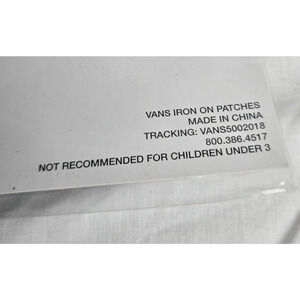 VANS IRON ON PATCHES
MADE IN CHINA
TRACKING: VANS5002018
800.386.4517
NOT RECOMMENDED FOR CHILDREN UNDER 3